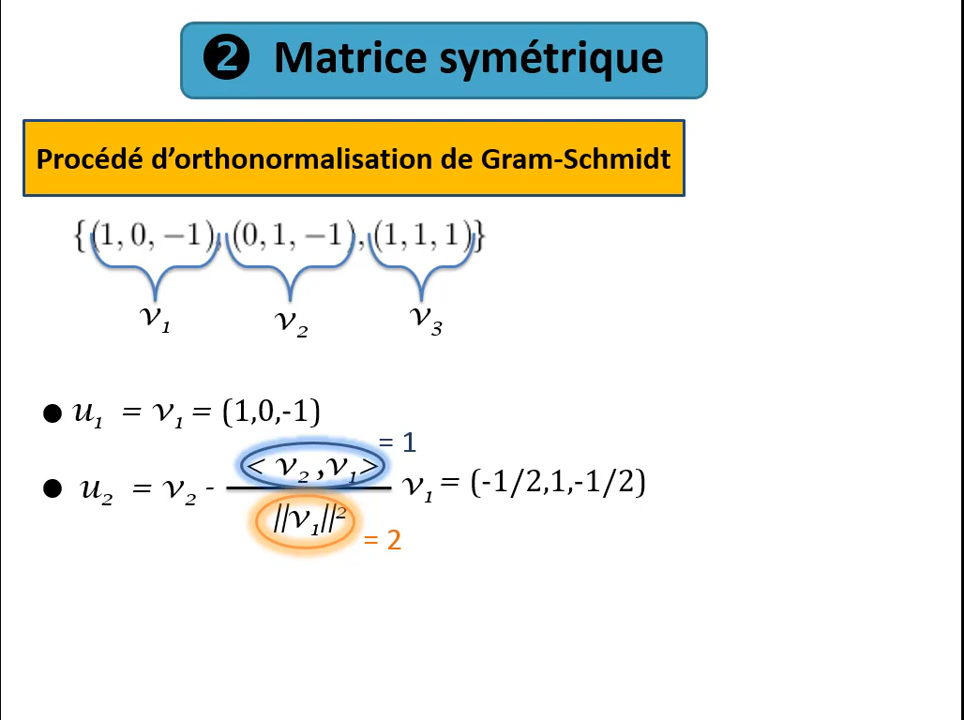 ❷ Matrice symétrique
Procédé d'orthonormalisation de Gram-Schmidt
{(1, 0, −1), (0, 1, −1), (1, 1, 1)}
v₁ v₂ v₃
● u₁ = v₁ = (1,0,-1)
= 1
● u₂ = v₂ - < v₂ ,v₁> / ||v₁||² v₁ = (-1/2,1,-1/2)
= 2